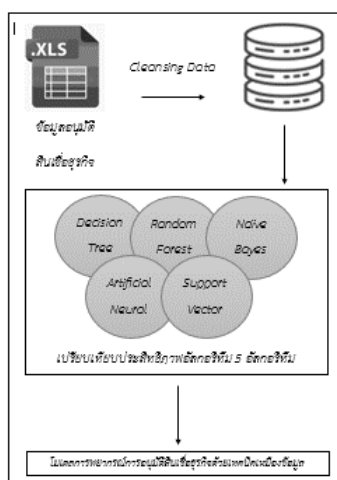 .XLS
Cleansing Data
ข้อมูลอนุมัติ
สินเชื่อธุรกิจ
Decision
Tree
Random
Forest
Naïve
Bayes
Artificial
Neural
Support
Vector
เปรียบเทียบประสิทธิภาพอัลกอริทึม 5 อัลกอริทึม
โมเดลการพยากรณ์การอนุมัติสินเชื่อธุรกิจด้วยเทคนิคเหมืองข้อมูล